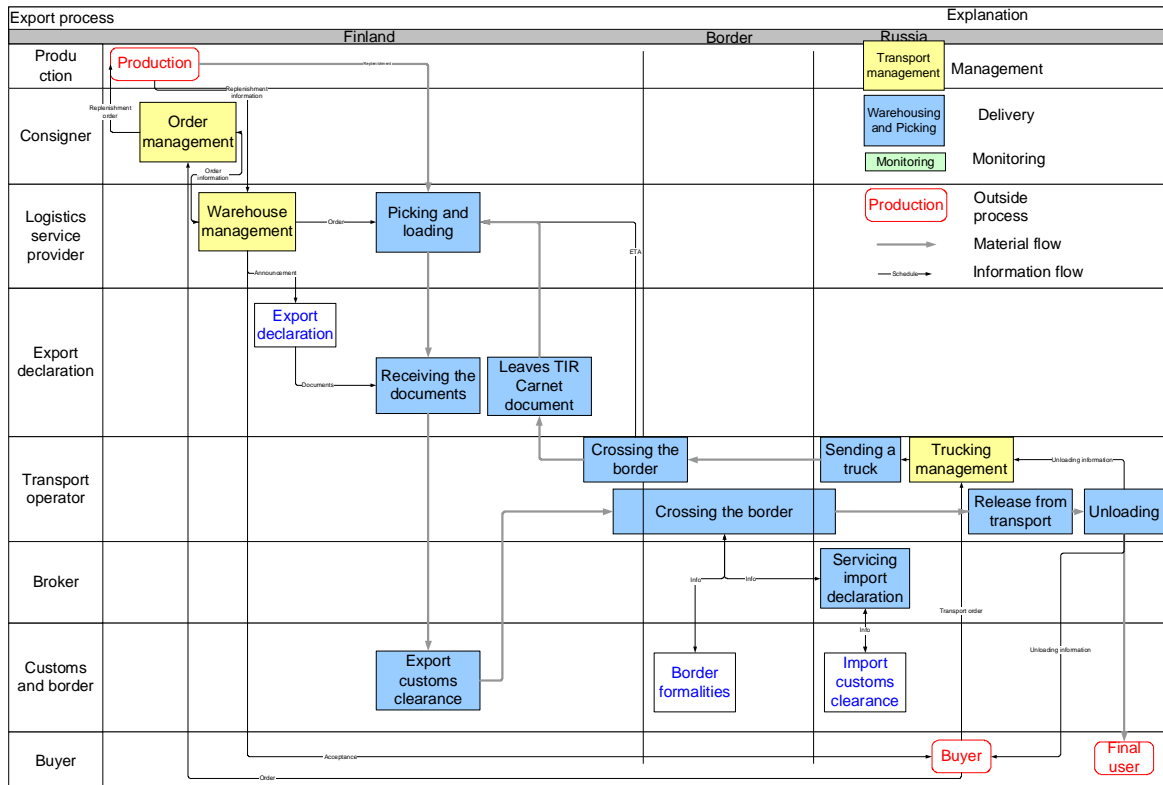 Export process
Explanation
Finland
Border
Russia
Produ
ction
Production
Replenishment
Transport
management
Management
Replenishment
information
Replenishment
order
Consigner
Order
management
Order
information
Warehousing
and Picking
Delivery
Monitoring
Monitoring
Logistics
service
provider
Warehouse
management
Order
Picking and
loading
ETA
Production
Outside
process
Material flow
Schedule
Information flow
Announcement
Export
declaration
Export
declaration
Documents
Receiving the
documents
Leaves TIR
Carnet
document
Transport
operator
Crossing the
border
Sending a
truck
Trucking
management
Unloading information
Crossing the border
Release from
transport
Unloading
Broker
Info
Info
Servicing
import
declaration
Transport order
Info
Unloading information
Customs
and border
Export
customs
clearance
Border
formalities
Import
customs
clearance
Buyer
Acceptance
Buyer
Final
user
Order